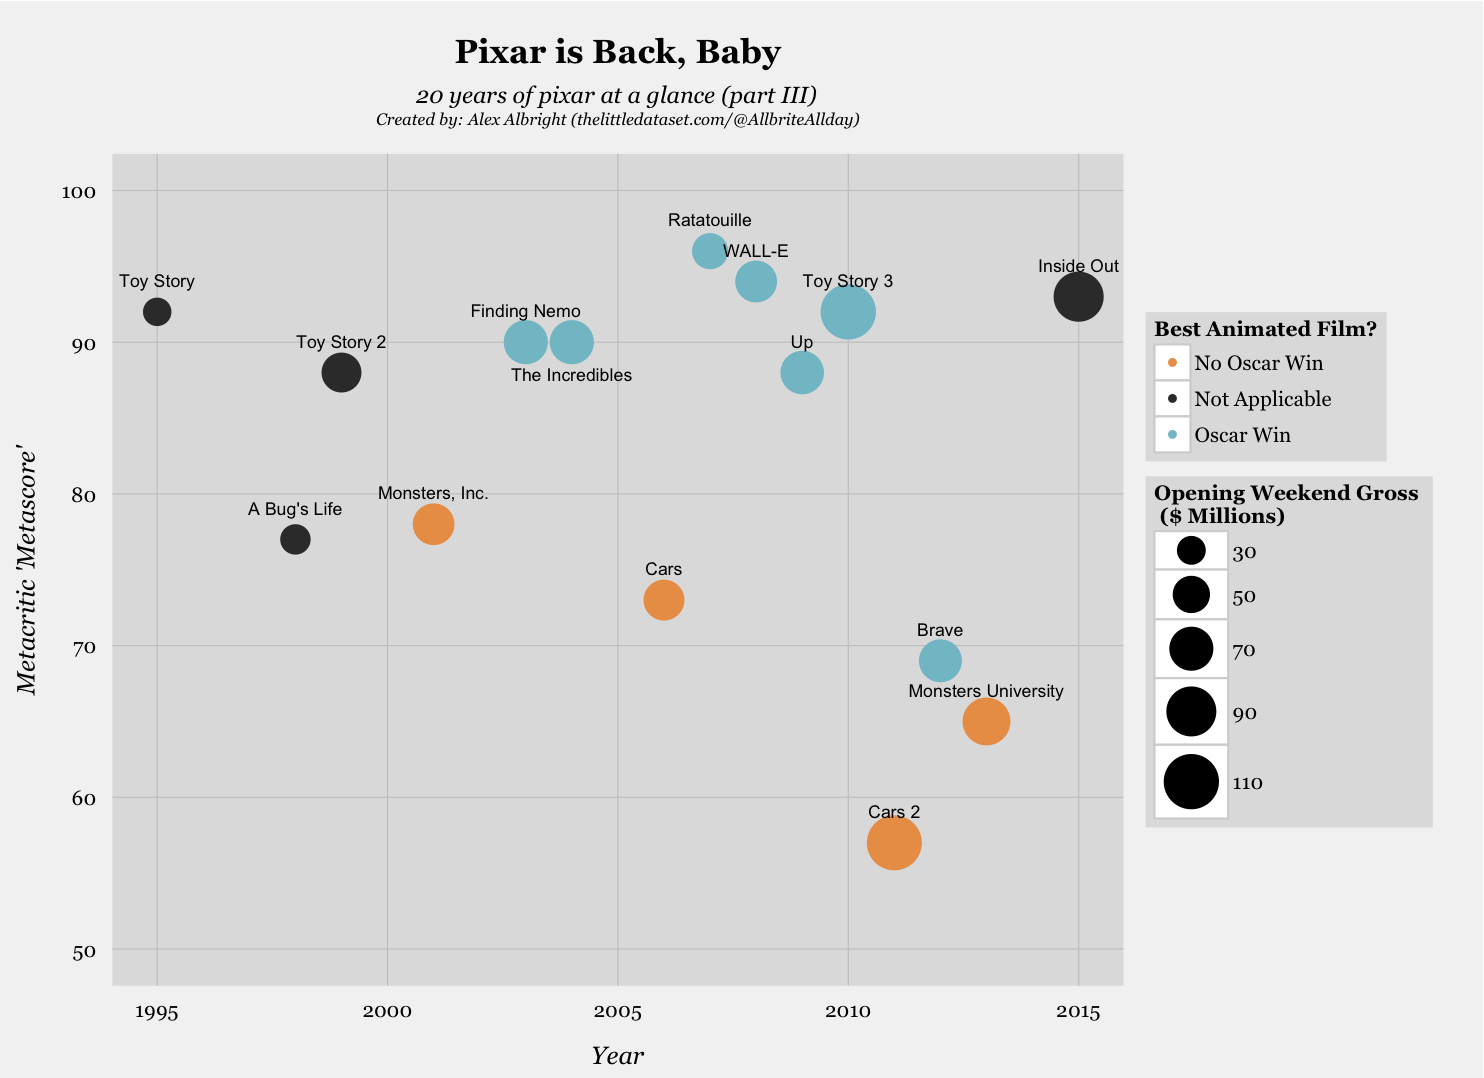 Pixar is Back, Baby
20 years of pixar at a glance (part III)
Created by: Alex Albright (thelittledataset.com/@AllbriteAllday)
Metacritic 'Metascore'
100
90
80
70
60
50
Ratatouille
WALL-E
Inside Out
Toy Story
Toy Story 3
Finding Nemo
Toy Story 2
Up
The Incredibles
Monsters, Inc.
A Bug's Life
Cars
Brave
Monsters University
Cars 2
1995
2000
2005
2010
2015
Year
Best Animated Film?
No Oscar Win
Not Applicable
Oscar Win
Opening Weekend Gross
($ Millions)
30
50
70
90
110